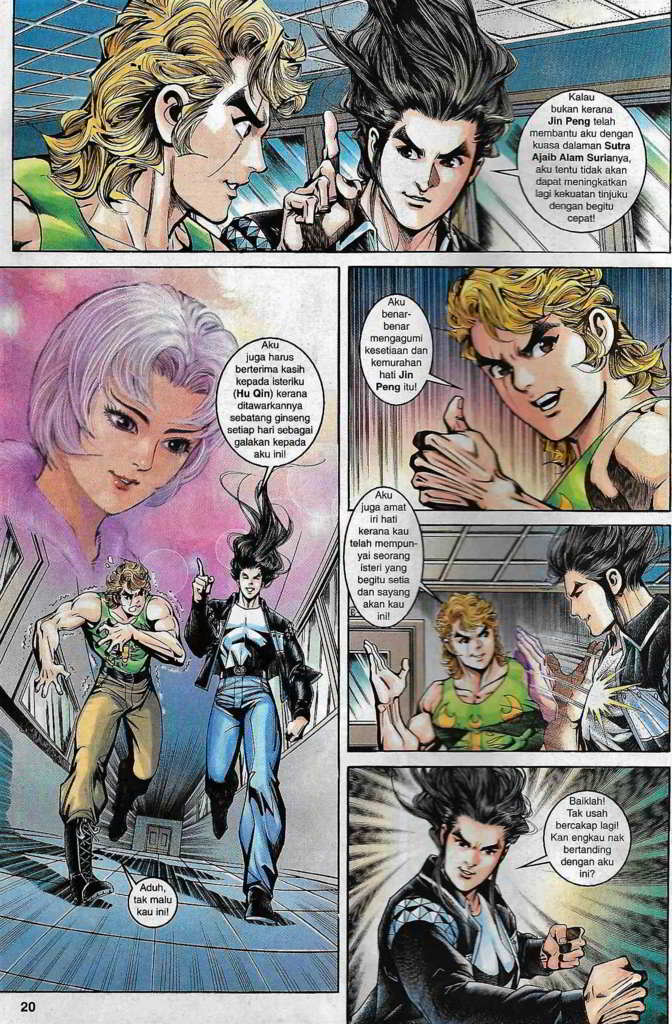 Kalau
bukan kerana
Jin Peng telah
membantu aku dengan
kuasa dalaman Sutra
Ajaib Alam Surianya,
aku tentu tidak akan
dapat meningkatkan
lagi kekuatan tinjuku
dengan begitu
cepat!
Aku
juga harus
berterima kasih
kepada isteriku
(Hu Qin) kerana
ditawarkannya
sebatang ginseng
setiap hari sebagai
galakan kepada
aku ini!
Aduh,
tak malu
kau ini!
Aku
benar-
benar
mengagumi
kesetiaan dan
kemurahan
hati Jin
Peng itu!
Aku
juga amat
iri hati
kerana kau
telah mempun-
yai seorang
isteri yang
begitu setia
dan sayang
akan kau
ini!
Baiklah!
Tak usah
bercakap lagi!
Kan engkau nak
bertanding
dengan aku
ini?
20